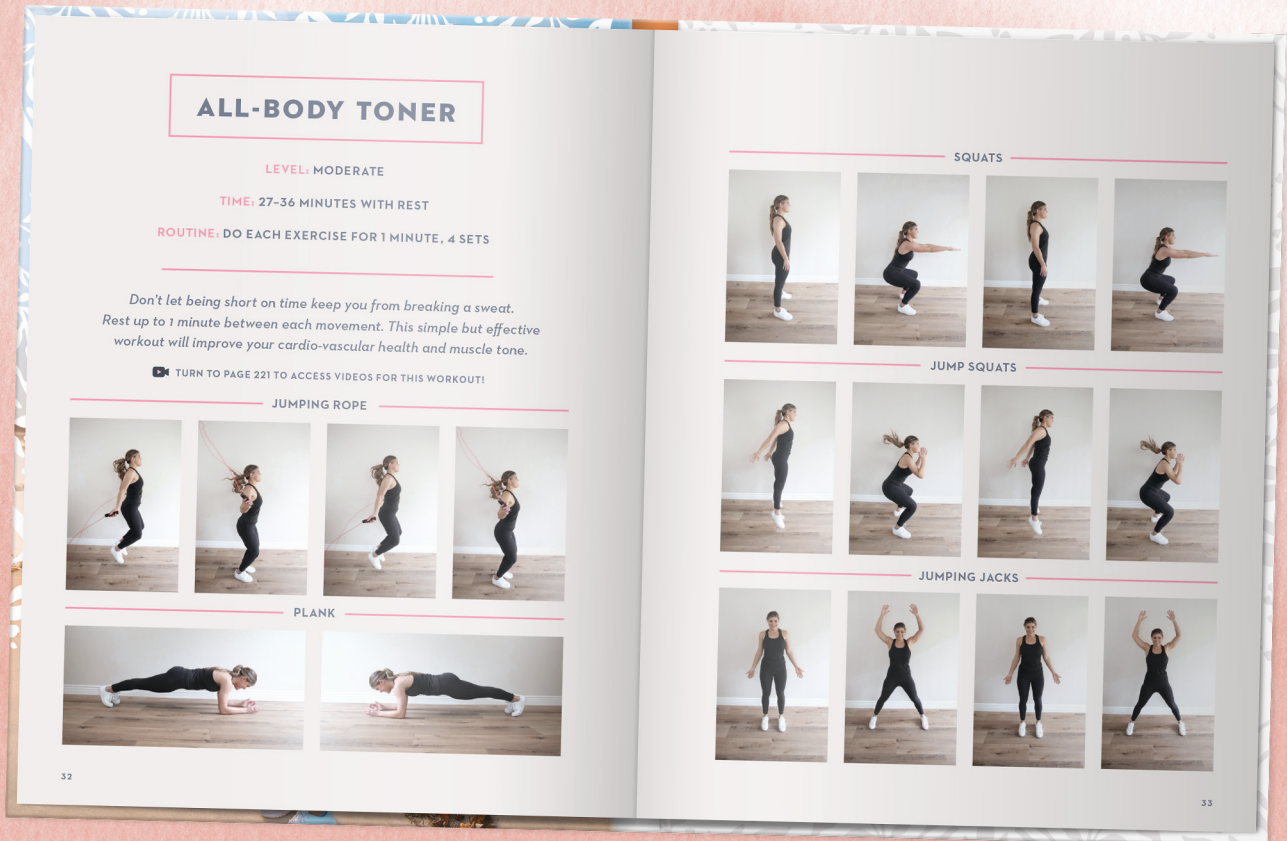 ALL-BODY TONER
LEVEL: MODERATE
TIME: 27–36 MINUTES WITH REST
ROUTINE: DO EACH EXERCISE FOR 1 MINUTE, 4 SETS
Don't let being short on time keep you from breaking a sweat.
Rest up to 1 minute between each movement. This simple but effective
workout will improve your cardio-vascular health and muscle tone.
TURN TO PAGE 221 TO ACCESS VIDEOS FOR THIS WORKOUT!
JUMPING ROPE
PLANK
32
SQUATS
JUMP SQUATS
JUMPING JACKS
33